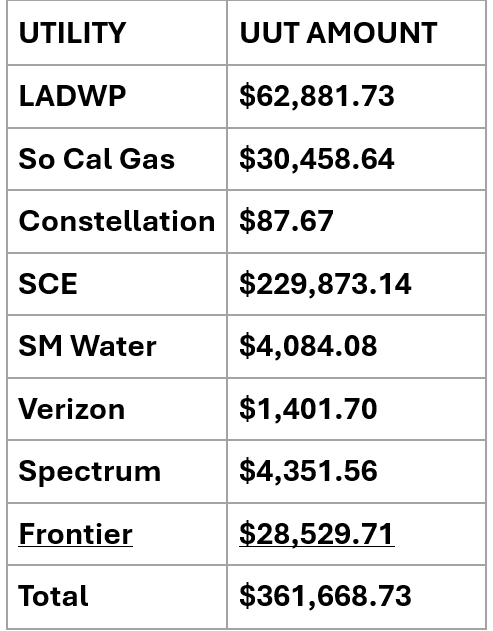 UTILITY UUT AMOUNT
LADWP $62,881.73
So Cal Gas $30,458.64
Constellation $87.67
SCE $229,873.14
SM Water $4,084.08
Verizon $1,401.70
Spectrum $4,351.56
Frontier $28,529.71
Total $361,668.73